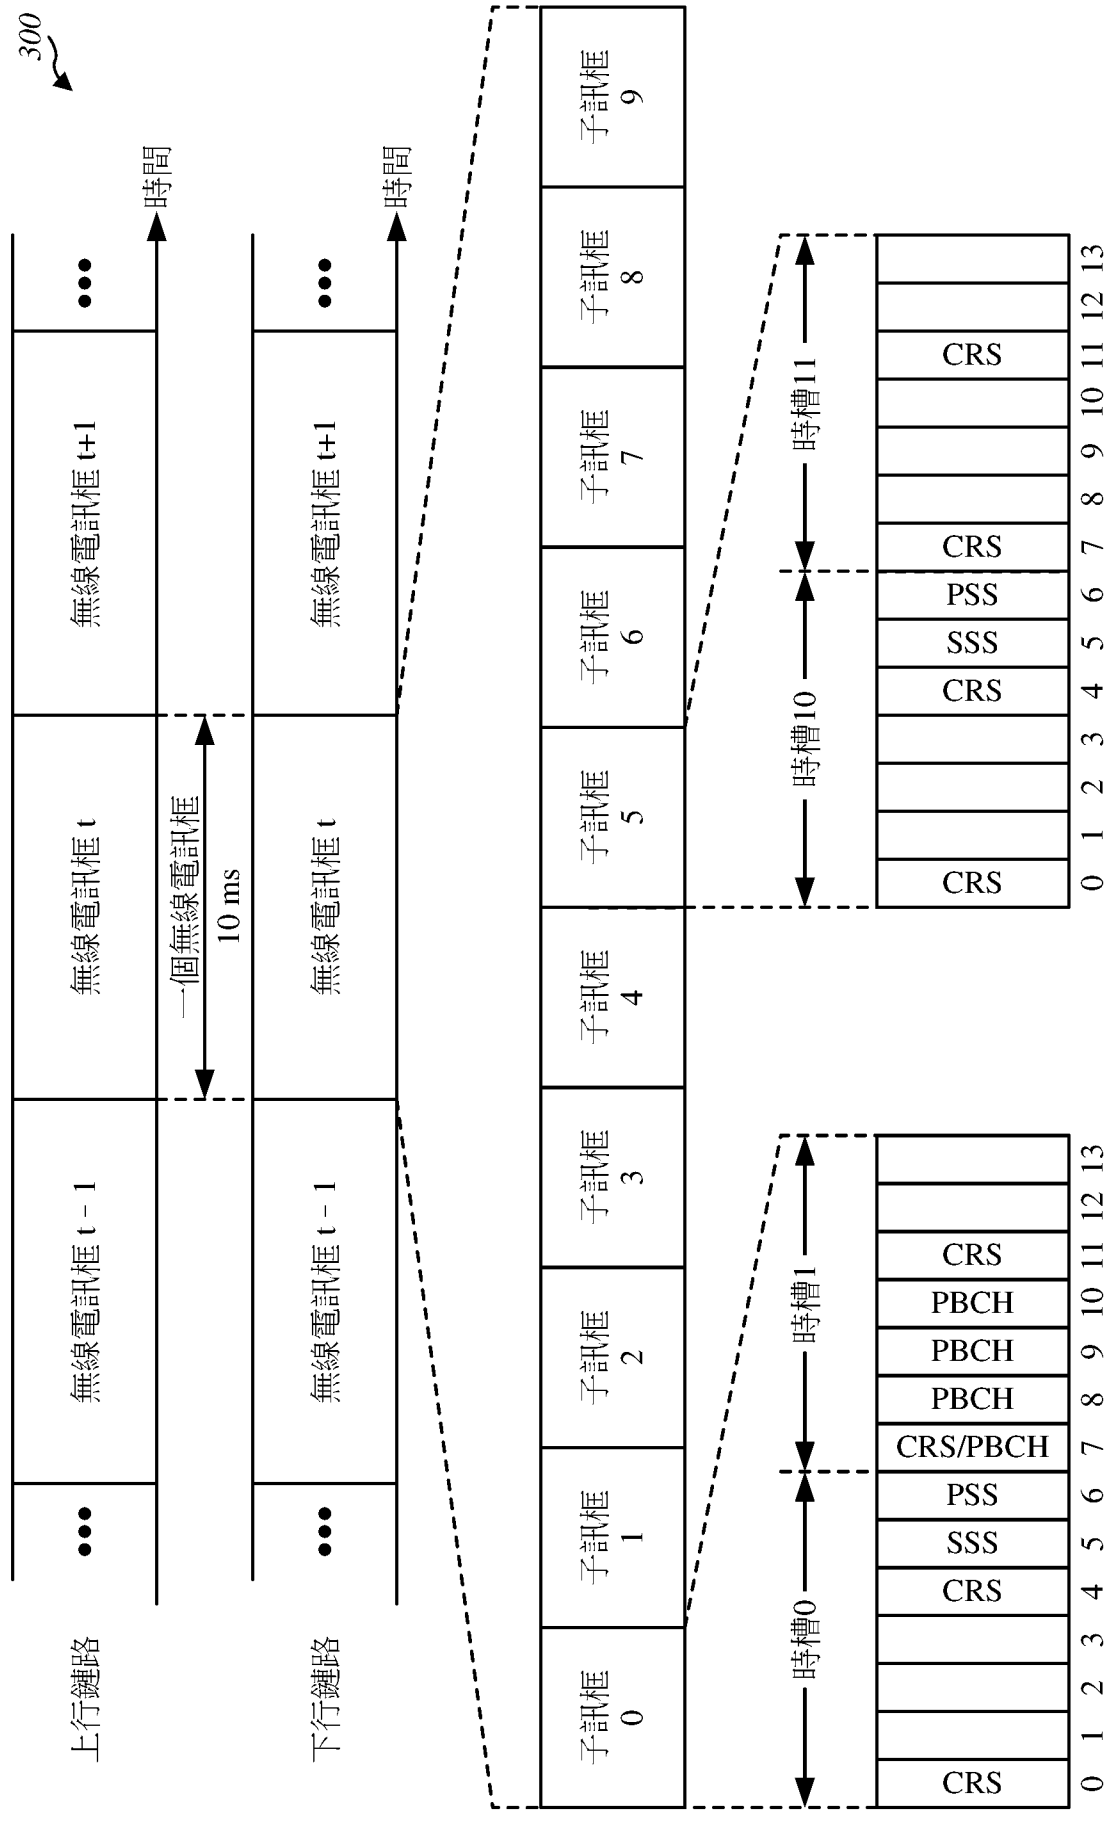 300
上行鏈路
無線電訊框 t − 1
無線電訊框 t
無線電訊框 t+1
時間
一個無線電訊框
10 ms
下行鏈路
無線電訊框 t − 1
無線電訊框 t
無線電訊框 t+1
時間
子訊框
0
子訊框
1
子訊框
2
子訊框
3
子訊框
4
子訊框
5
子訊框
6
子訊框
7
子訊框
8
子訊框
9
時槽0
時槽1
時槽10
時槽11
CRS
CRS
SSS
PSS
CRS/PBCH
PBCH
PBCH
PBCH
CRS
0 1 2 3 4 5 6 7 8 9 10 11 12 13
CRS
CRS
SSS
PSS
CRS
CRS
0 1 2 3 4 5 6 7 8 9 10 11 12 13